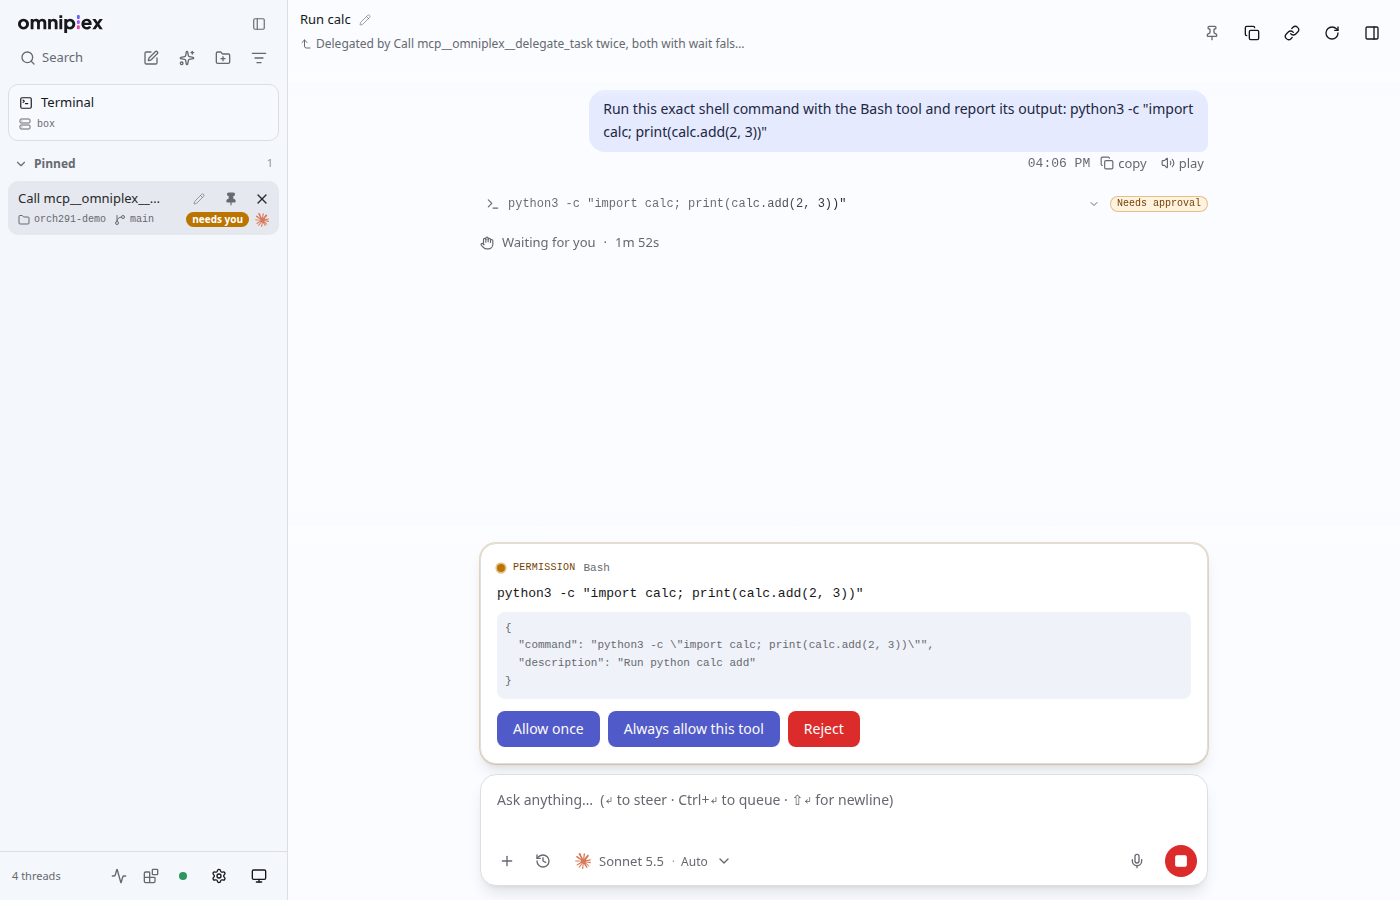 omniplex
Search
Terminal
box
Pinned
1
Call mcp__omniplex__...
orch291-demo
main
needs you
4 threads
Run calc
Delegated by Call mcp__omniplex__delegate_task twice, both with wait fals...
Run this exact shell command with the Bash tool and report its output: python3 -c "import
calc; print(calc.add(2, 3))"
04:06 PM
copy
play
python3 -c "import calc; print(calc.add(2, 3))"
Needs approval
Waiting for you · 1m 52s
PERMISSION Bash
python3 -c "import calc; print(calc.add(2, 3))"
{
"command": "python3 -c \"import calc; print(calc.add(2, 3))\"",
"description": "Run python calc add"
}
Allow once
Always allow this tool
Reject
Ask anything... (↲ to steer · Ctrl+↲ to queue · ⇧↲ for newline)
Sonnet 5.5 · Auto